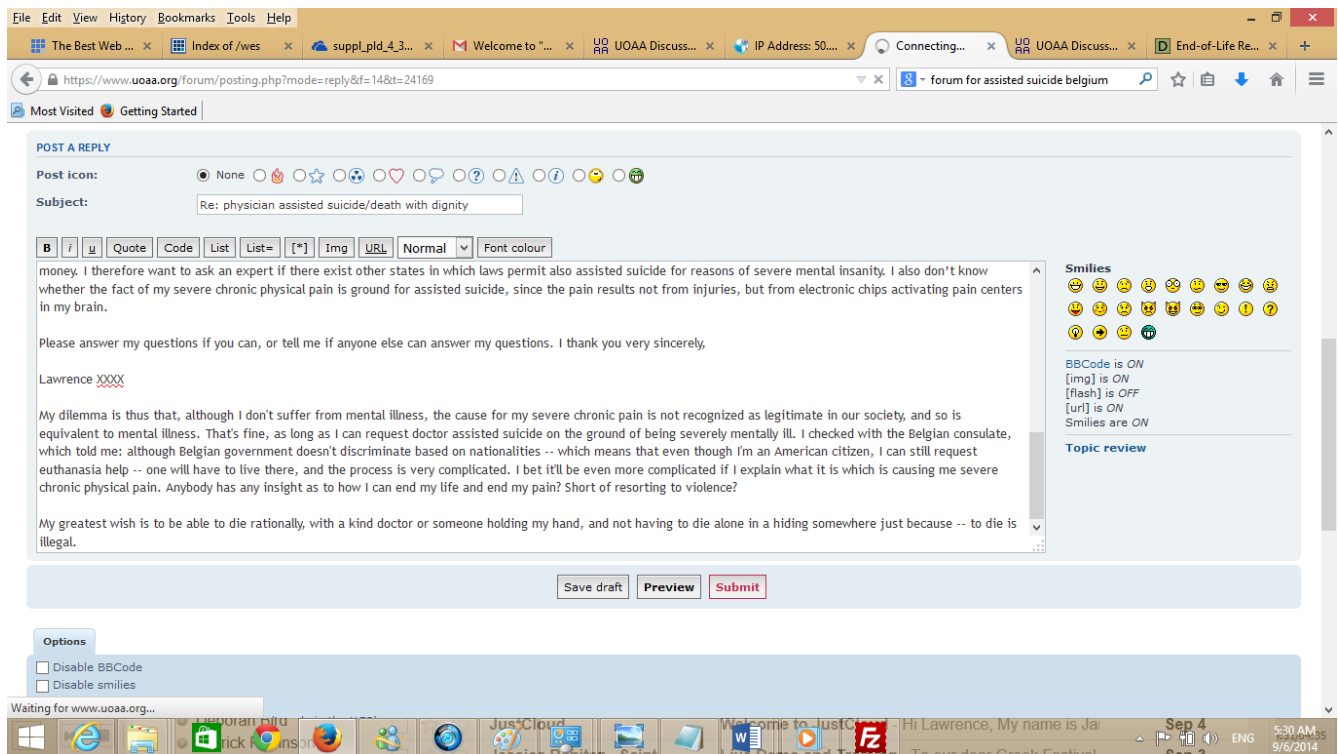 File Edit View History Bookmarks Tools Help
The Best Web ... Index of /wes suppl_pld_4_3... Welcome to "... UOAA Discuss... IP Address: 50.... Connecting... UOAA Discuss... End-of-Life Re...
https://www.uoaa.org/forum/posting.php?mode=reply&f=14&t=24169 forum for assisted suicide belgium
Most Visited Getting Started
POST A REPLY
Post icon: None
Subject: Re: physician assisted suicide/death with dignity
B i u Quote Code List List= [*] Img URL Normal Font colour
money. I therefore want to ask an expert if there exist other states in which laws permit also assisted suicide for reasons of severe mental insanity. I also don't know
whether the fact of my severe chronic physical pain is ground for assisted suicide, since the pain results not from injuries, but from electronic chips activating pain centers
in my brain.
Please answer my questions if you can, or tell me if anyone else can answer my questions. I thank you very sincerely,
Lawrence XXXX
My dilemma is thus that, although I don't suffer from mental illness, the cause for my severe chronic pain is not recognized as legitimate in our society, and so is
equivalent to mental illness. That's fine, as long as I can request doctor assisted suicide on the ground of being severely mentally ill. I checked with the Belgian consulate,
which told me: although Belgian government doesn't discriminate based on nationalities -- which means that even though I'm an American citizen, I can still request
euthanasia help -- one will have to live there, and the process is very complicated. I bet it'll be even more complicated if I explain what it is which is causing me severe
chronic physical pain. Anybody has any insight as to how I can end my life and end my pain? Short of resorting to violence?
My greatest wish is to be able to die rationally, with a kind doctor or someone holding my hand, and not having to die alone in a hiding somewhere just because -- to die is
illegal.
Smilies
BBCode is ON
[img] is ON
[flash] is OFF
[url] is ON
Smilies are ON
Topic review
Save draft Preview Submit
Options
Disable BBCode
Disable smilies
Waiting for www.uoaa.org...
JustCloud Welcome to JustCloud - Hi Lawrence, My name is Ja Sep 4
ENG 5:30 AM
9/6/2014